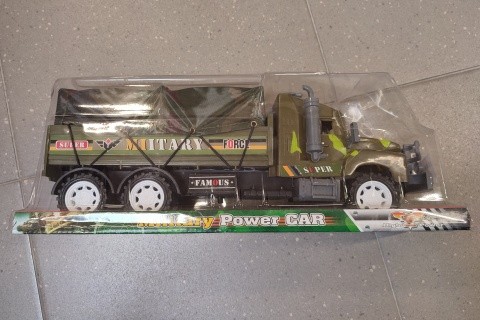 SUPER
MILITARY
FORCE
SUPER
FAMOUS
Power CAR